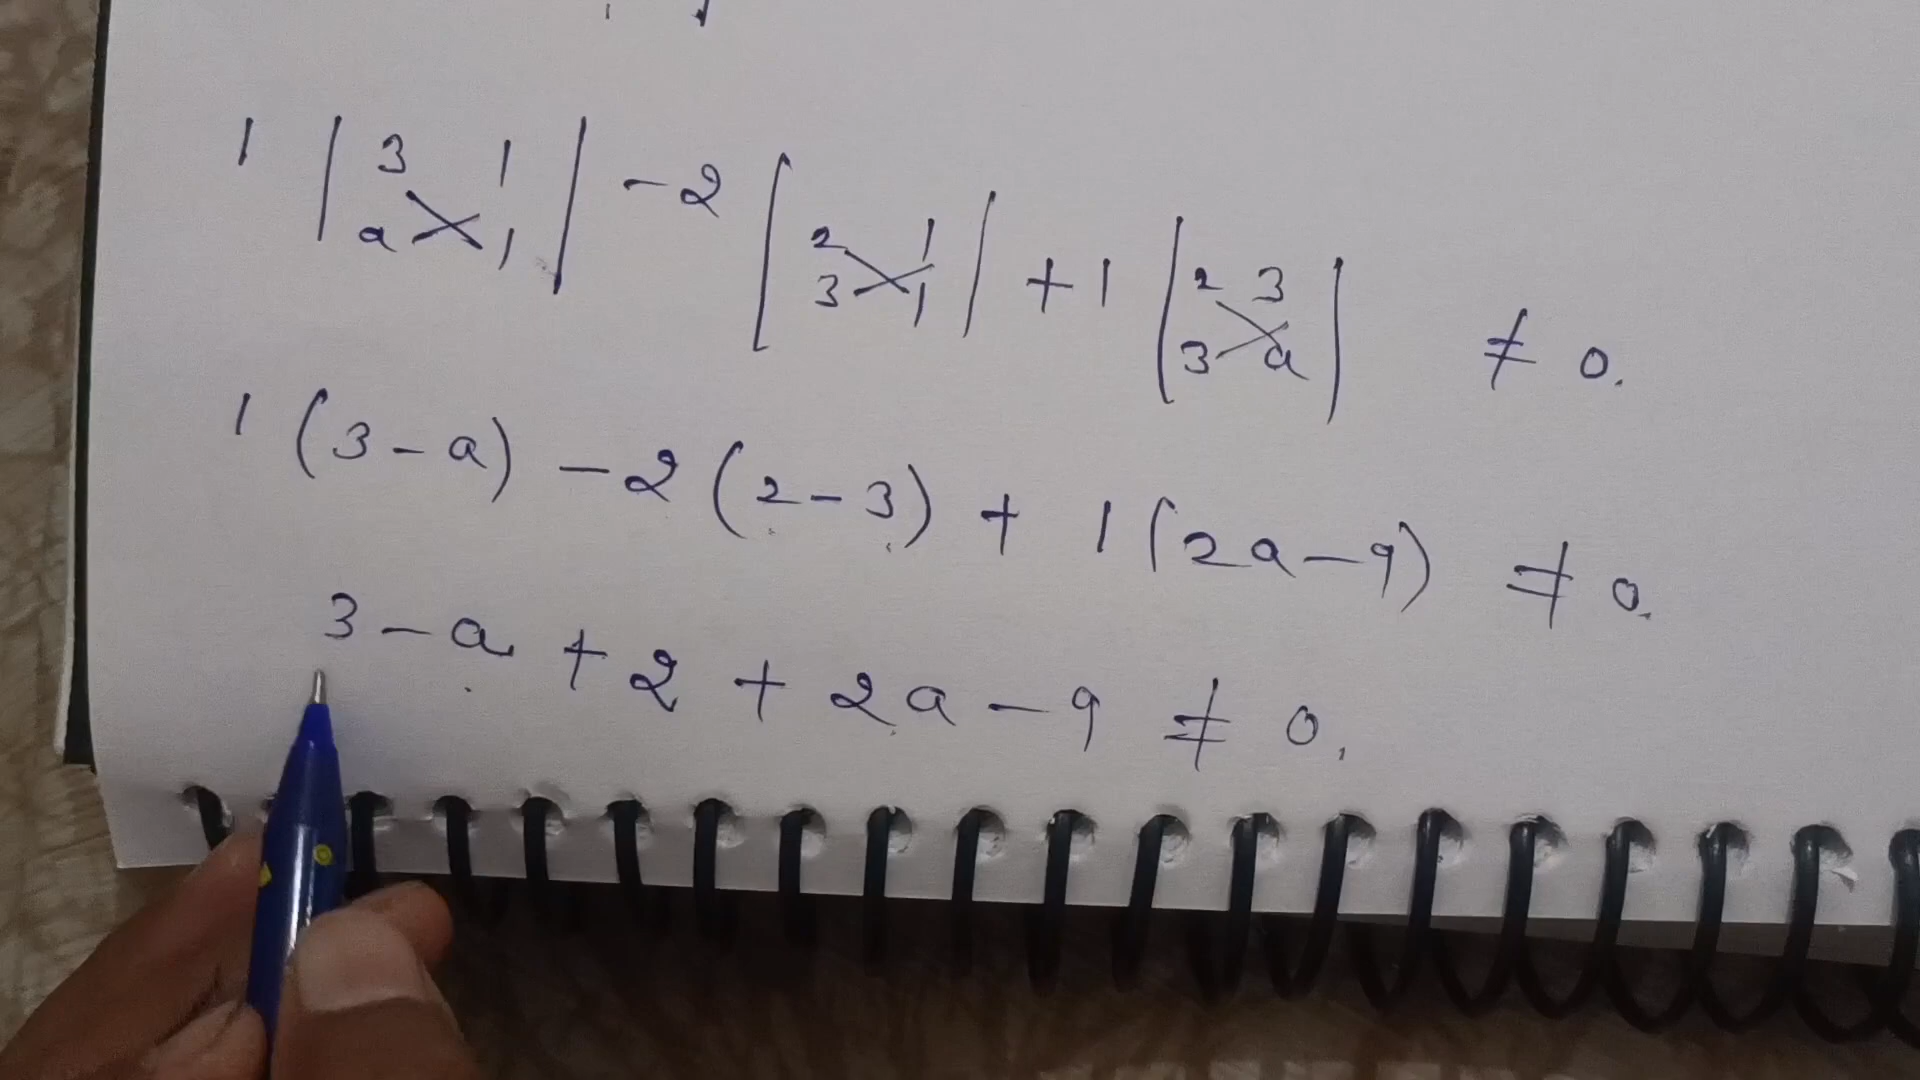 1 | 3 1 a 1 | - 2 | 2 1 3 1 | + 1 | 2 3 3 a | ≠ 0.
1 (3 - a) - 2 (2 - 3) + 1 (2a - 9) ≠ 0.
3 - a + 2 + 2a - 9 ≠ 0.